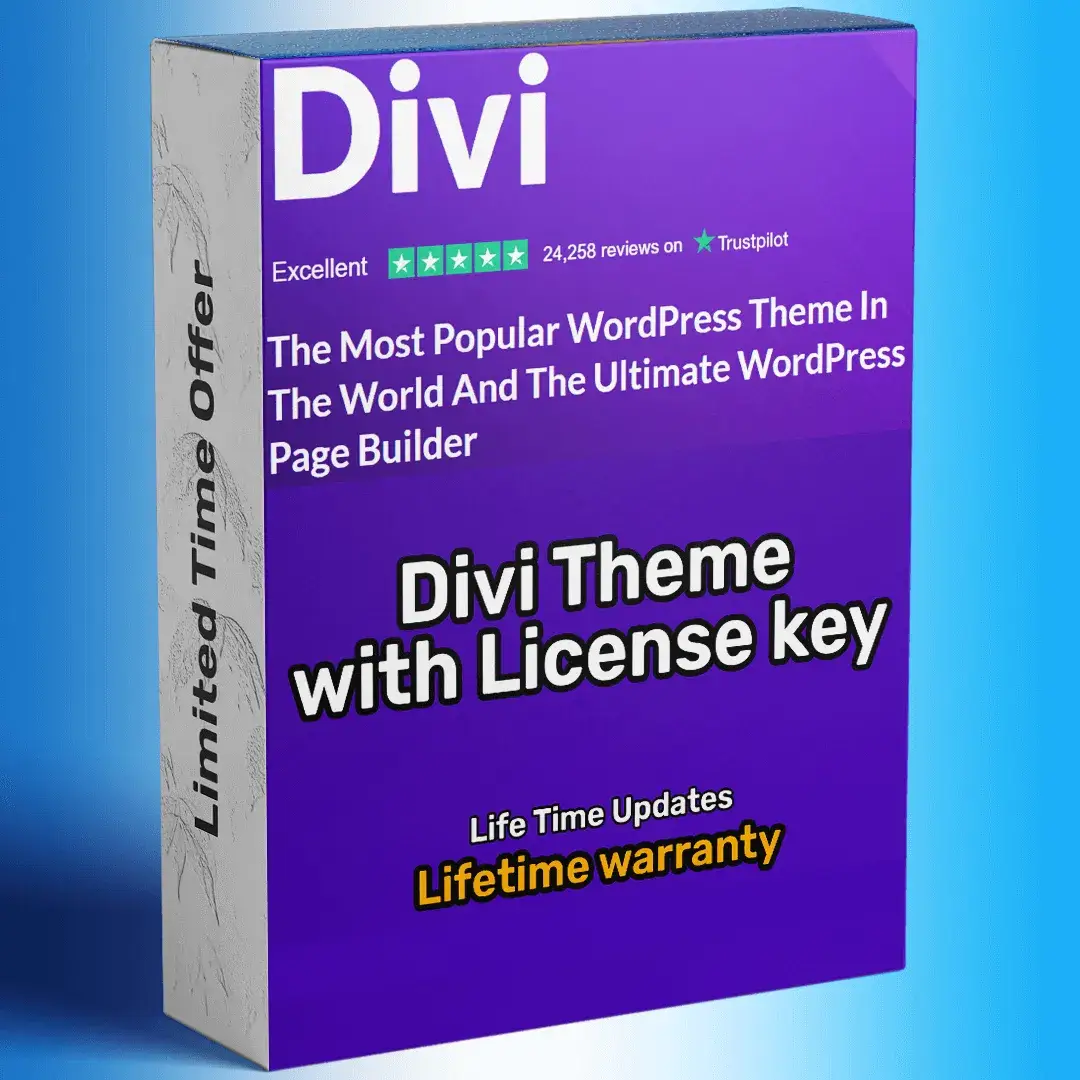 Divi
Excellent
24,258 reviews on Trustpilot
The Most Popular WordPress Theme In
The World And The Ultimate WordPress
Page Builder
Divi Theme
with License key
Life Time Updates
Lifetime warranty
Limited Time Offer